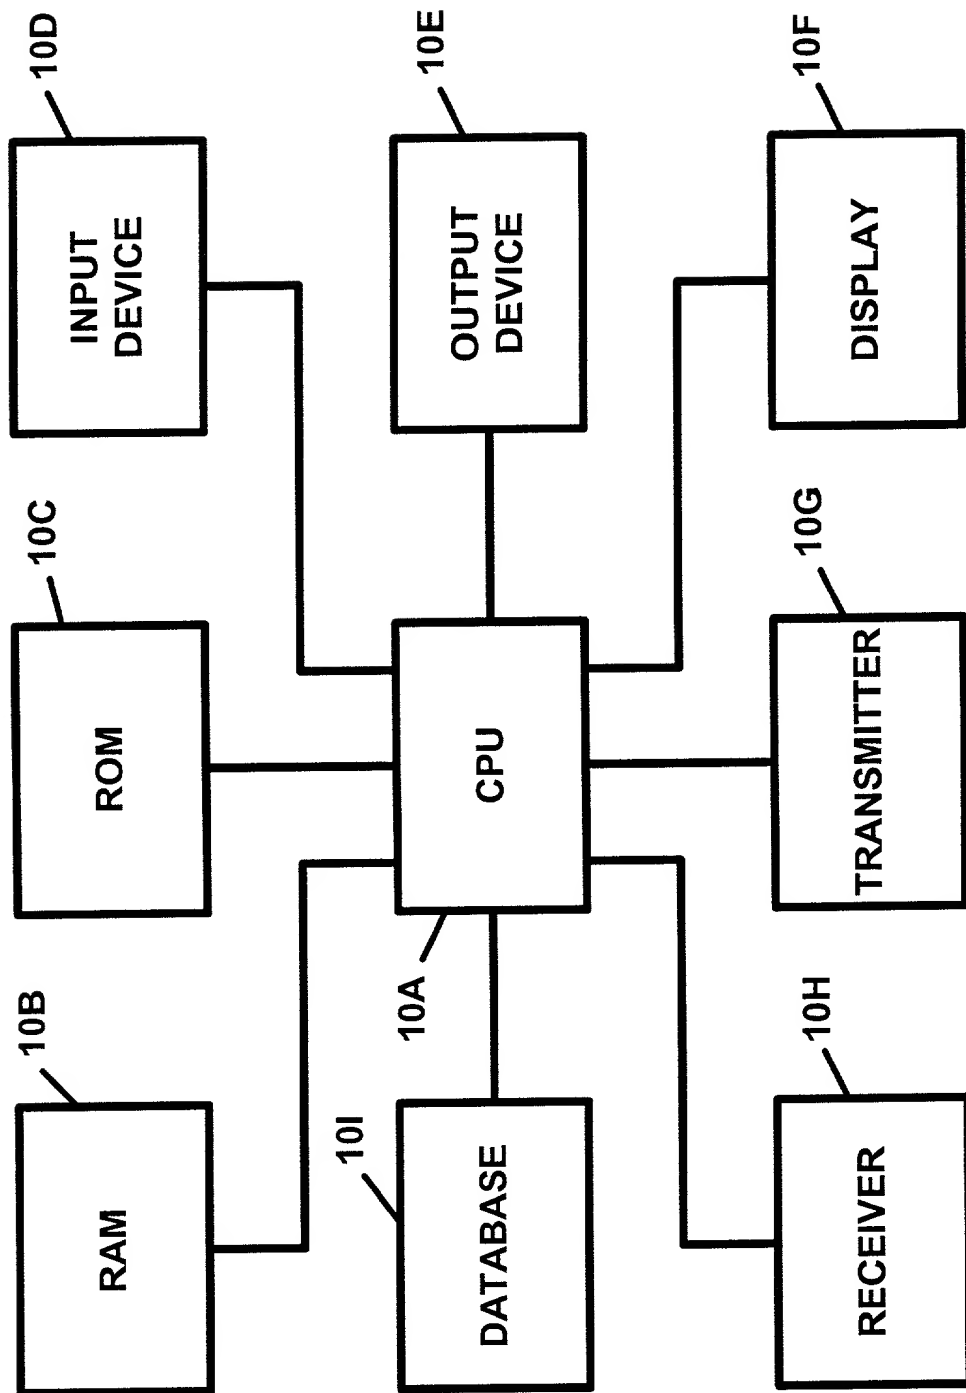 10B
RAM
10C
ROM
10D
INPUT
DEVICE
10I
DATABASE
10A
CPU
10E
OUTPUT
DEVICE
10H
RECEIVER
10G
TRANSMITTER
10F
DISPLAY